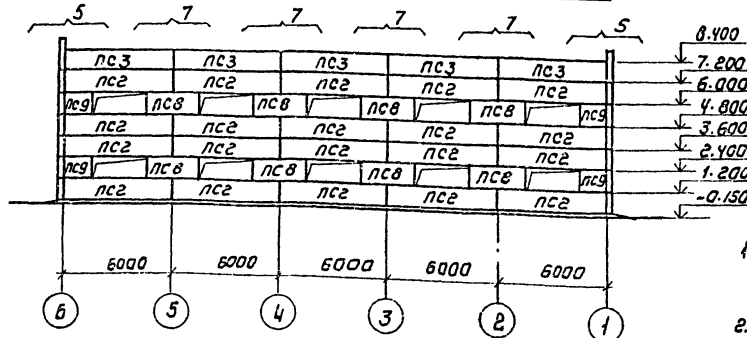 5 7 7 7 7 5
8.400
пс3 пс3 пс3 пс3 пс3
7.200
пс2 пс2 пс2 пс2 пс2
6.000
пс9 пс8 пс8 пс8 пс8 пс9
4.800
пс2 пс2 пс2 пс2 пс2
3.600
пс2 пс2 пс2 пс2 пс2
2.400
пс9 пс8 пс8 пс8 пс8 пс9
1.200
пс2 пс2 пс2 пс2 пс2
-0.150
1.
6000 6000 6000 6000 6000
6 5 4 3 2 1
2.